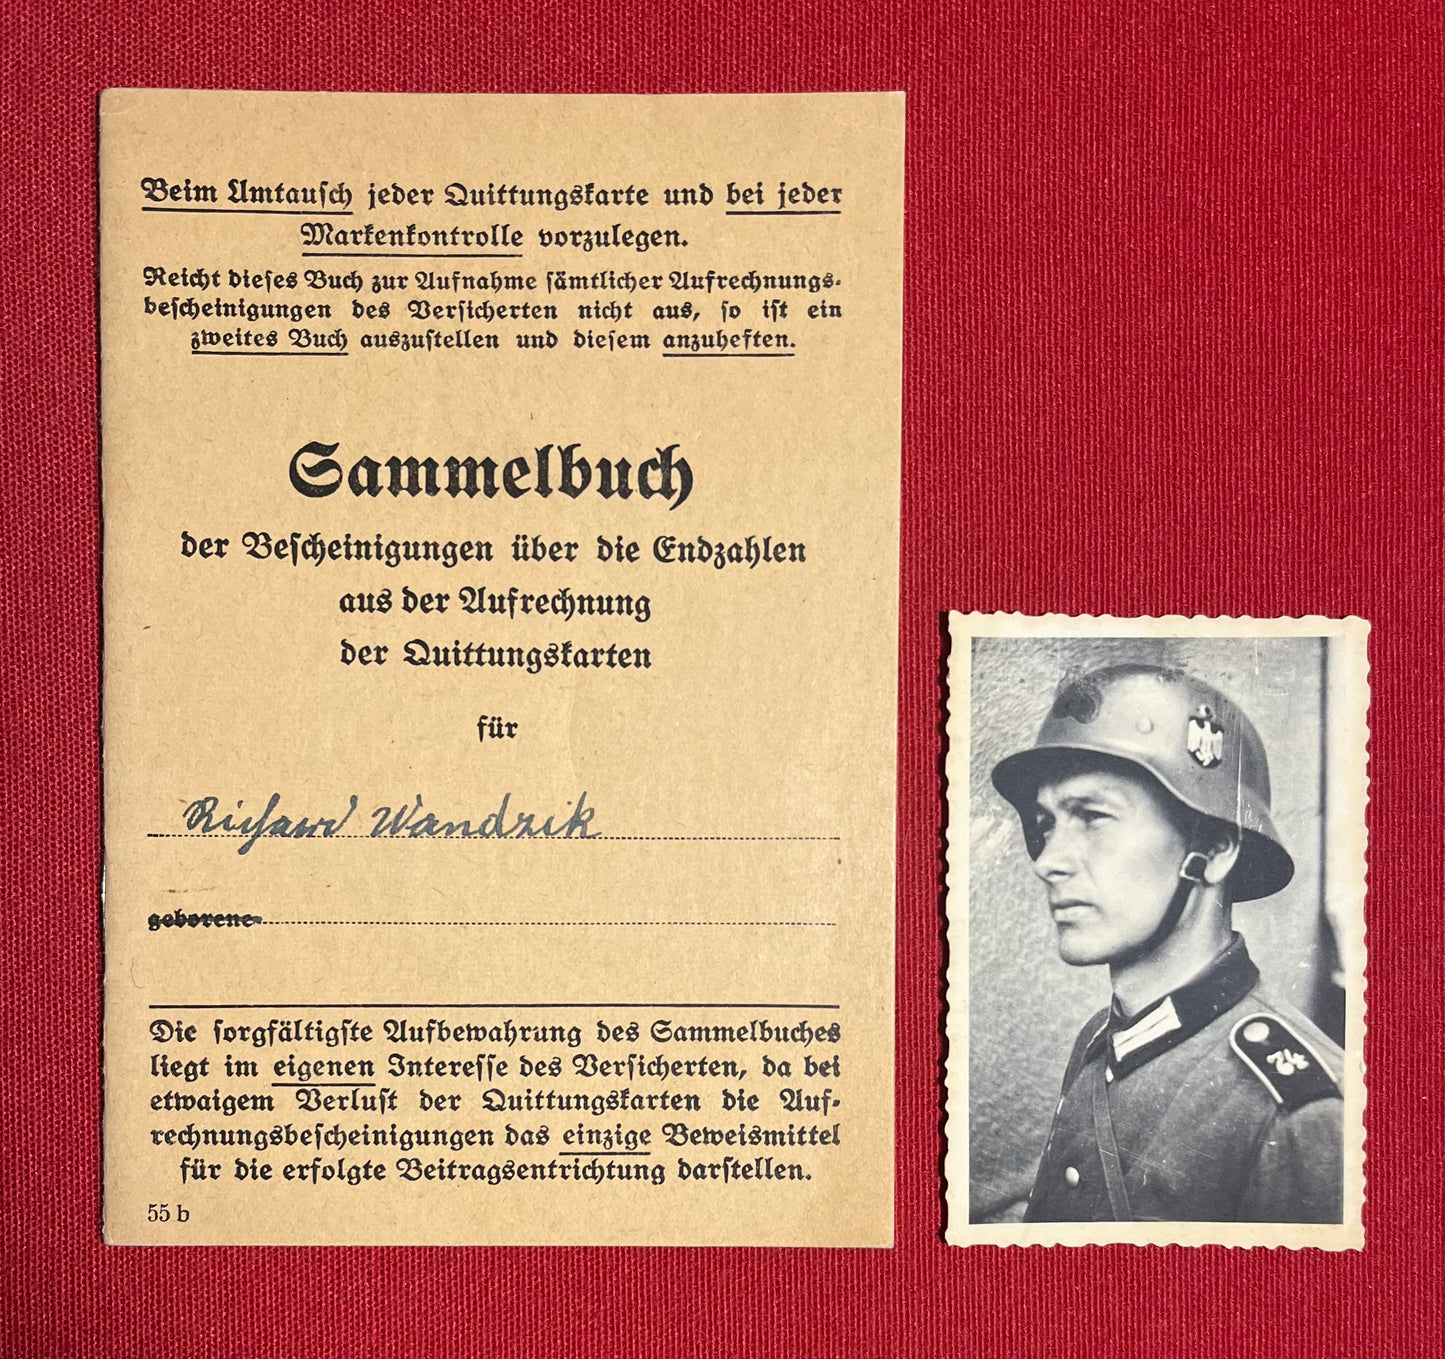 Beim Umtausch jeder Quittungskarte und bei jeder
Markenkontrolle vorzulegen.
Reicht dieses Buch zur Aufnahme sämtlicher Aufrechnungs-
bescheinigungen des Versicherten nicht aus, so ist ein
zweites Buch auszustellen und diesem anzuheften.
Sammelbuch
der Bescheinigungen über die Endzahlen
aus der Aufrechnung
der Quittungskarten
für
Richard Wandzik
geborene
Die sorgfältigste Aufbewahrung des Sammelbuches
liegt im eigenen Interesse des Versicherten, da bei
etwaigem Verlust der Quittungskarten die Auf-
rechnungsbescheinigungen das einzige Beweismittel
für die erfolgte Beitragsentrichtung darstellen.
55 b
74